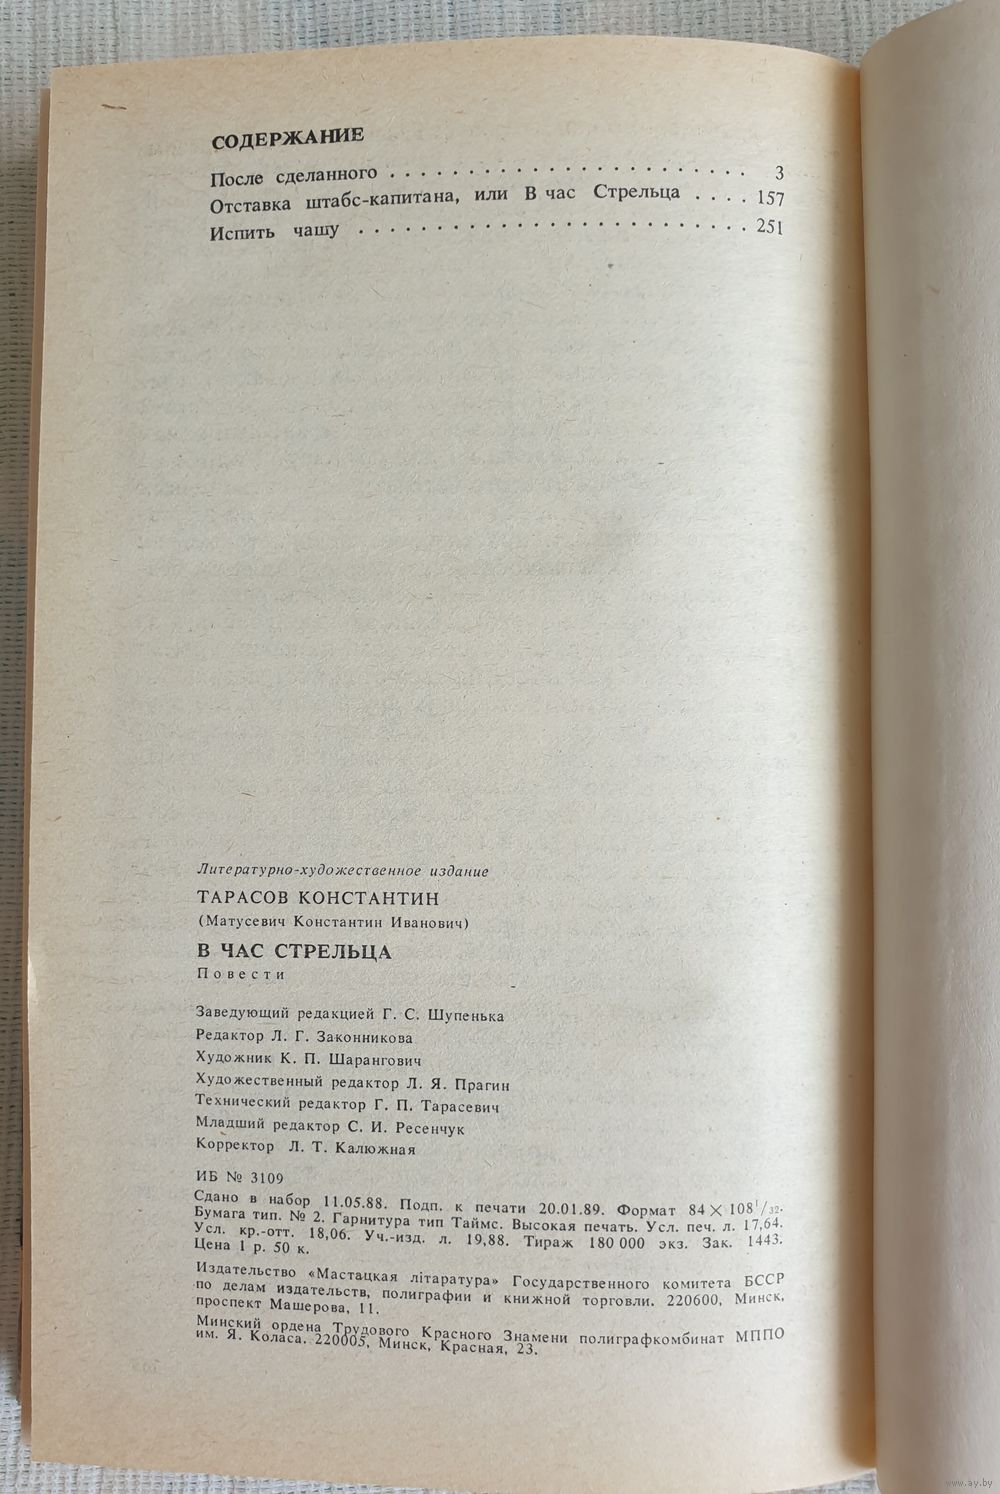 СОДЕРЖАНИЕ
После сделанного . . . . . . . . . . . . . . . . . . . . . . . 3
Отставка штабс-капитана, или В час Стрельца . . . . 157
Испить чашу . . . . . . . . . . . . . . . . . . . . . . . . . 251
Литературно-художественное издание
ТАРАСОВ КОНСТАНТИН
(Матусевич Константин Иванович)
В ЧАС СТРЕЛЬЦА
Повести
Заведующий редакцией Г. С. Шупенька
Редактор Л. Г. Законникова
Художник К. П. Шарангович
Художественный редактор Л. Я. Прагин
Технический редактор Г. П. Тарасевич
Младший редактор С. И. Ресенчук
Корректор Л. Т. Калюжная
ИБ № 3109
Сдано в набор 11.05.88. Подп. к печати 20.01.89. Формат 84×108 1/32.
Бумага тип. № 2. Гарнитура тип Таймс. Высокая печать. Усл. печ. л. 17,64.
Усл. кр.-отт. 18,06. Уч.-изд. л. 19,88. Тираж 180 000 экз. Зак. 1443.
Цена 1 р. 50 к.
Издательство «Мастацкая літаратура» Государственного комитета БССР
по делам издательств, полиграфии и книжной торговли. 220600, Минск,
проспект Машерова, 11.
Минский ордена Трудового Красного Знамени полиграфкомбинат МППО
им. Я. Коласа. 220005, Минск, Красная, 23.
www.ay.by